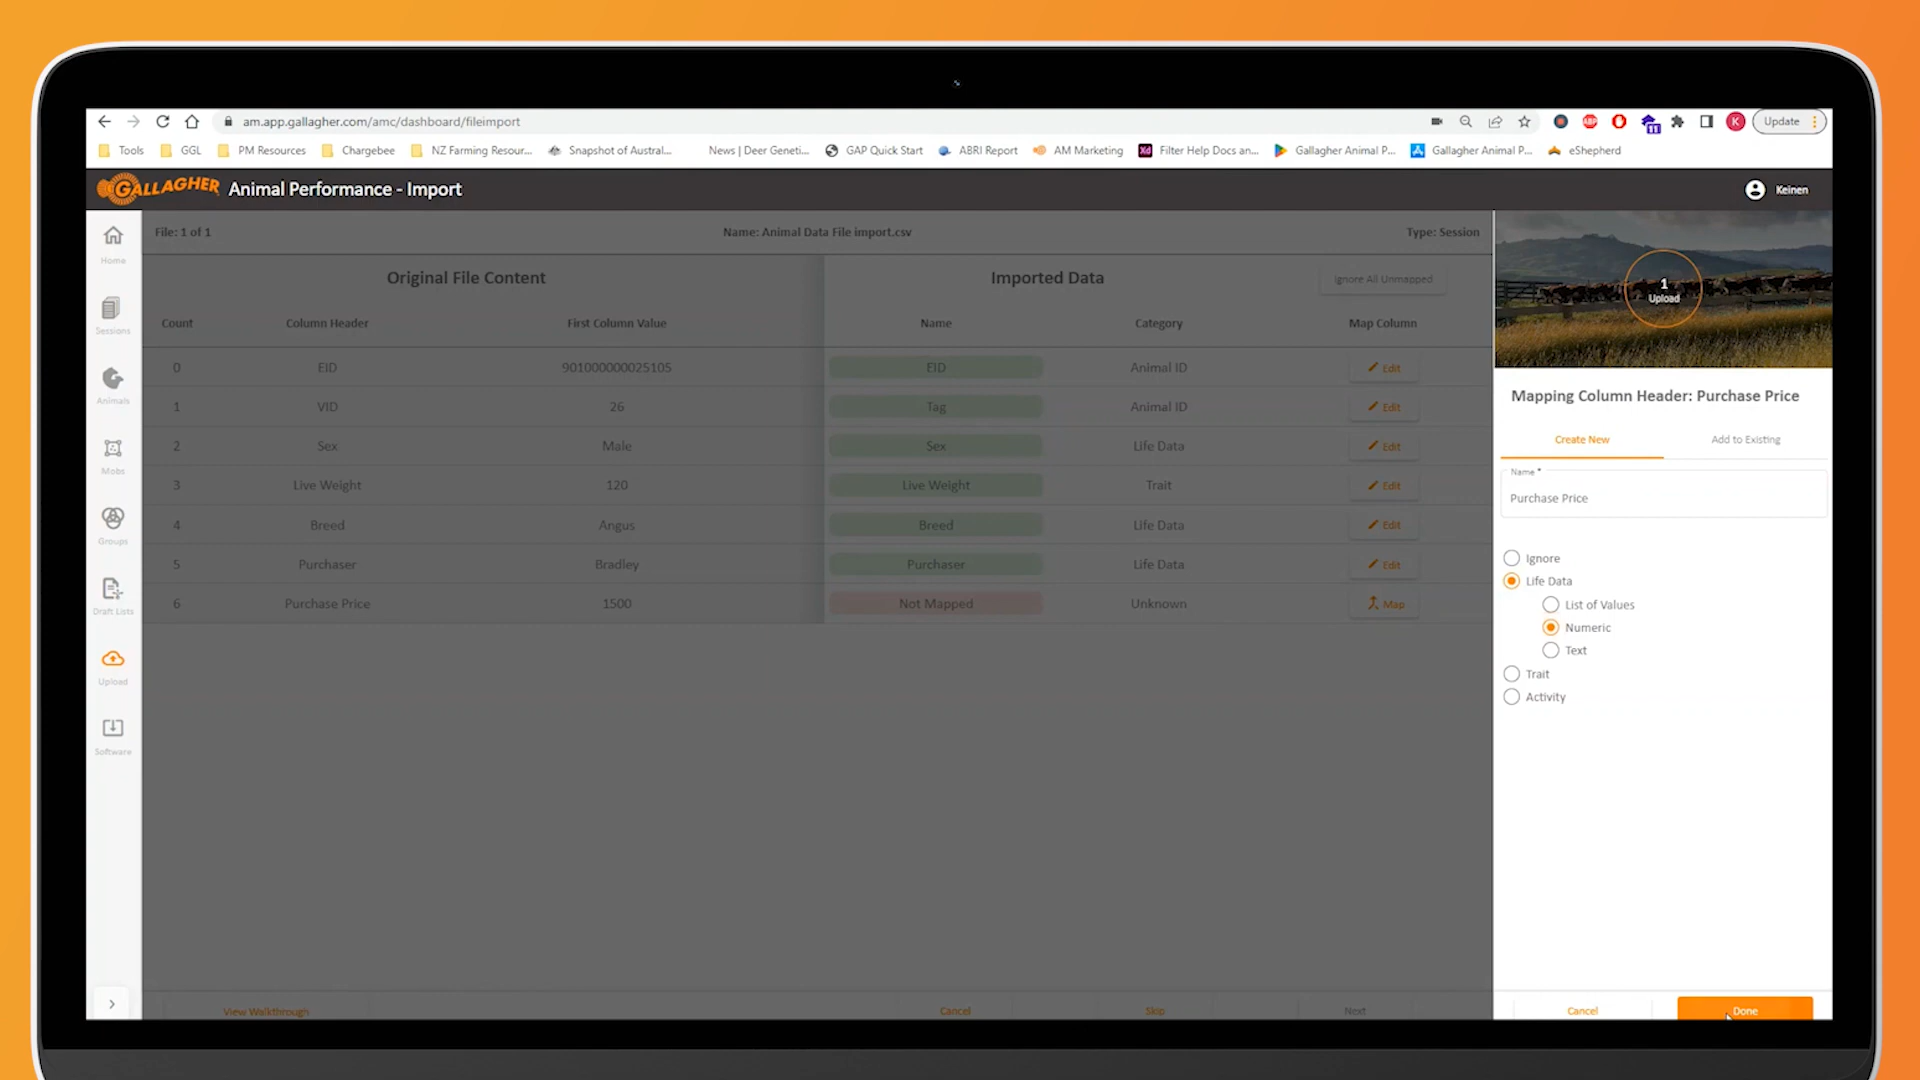 am.app.gallagher.com/amc/dashboard/fileimport
Update
Tools GGL PM Resources Chargebee NZ Farming Resour... Snapshot of Austral... News | Deer Geneti... GAP Quick Start ABRI Report AM Marketing Xd Filter Help Docs an... Gallagher Animal P... Gallagher Animal P... eShepherd
ABP
11
K
GALLAGHER Animal Performance - Import
Keinen
Home
Sessions
Animals
Mobs
Groups
Draft Lists
Upload
Software
File: 1 of 1 Name: Animal Data File import.csv Type: Session
Original File Content Imported Data Ignore All Unmapped
Count Column Header First Column Value Name Category Map Column
0 EID 901000000025105 EID Animal ID Edit
1 VID 26 Tag Animal ID Edit
2 Sex Male Sex Life Data Edit
3 Live Weight 120 Live Weight Trait Edit
4 Breed Angus Breed Life Data Edit
5 Purchaser Bradley Purchaser Life Data Edit
6 Purchase Price 1500 Not Mapped Unknown Map
View Walkthrough Cancel Skip Next
1
Upload
Mapping Column Header: Purchase Price
Create New Add to Existing
Name *
Purchase Price
Ignore
Life Data
List of Values
Numeric
Text
Trait
Activity
Cancel Done